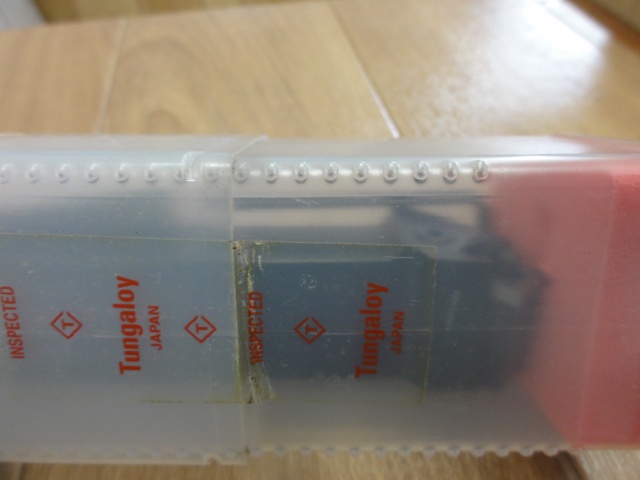 INSPECTED
T
Tungaloy
JAPAN
T
INSPECTED
T
Tungaloy
JAPAN